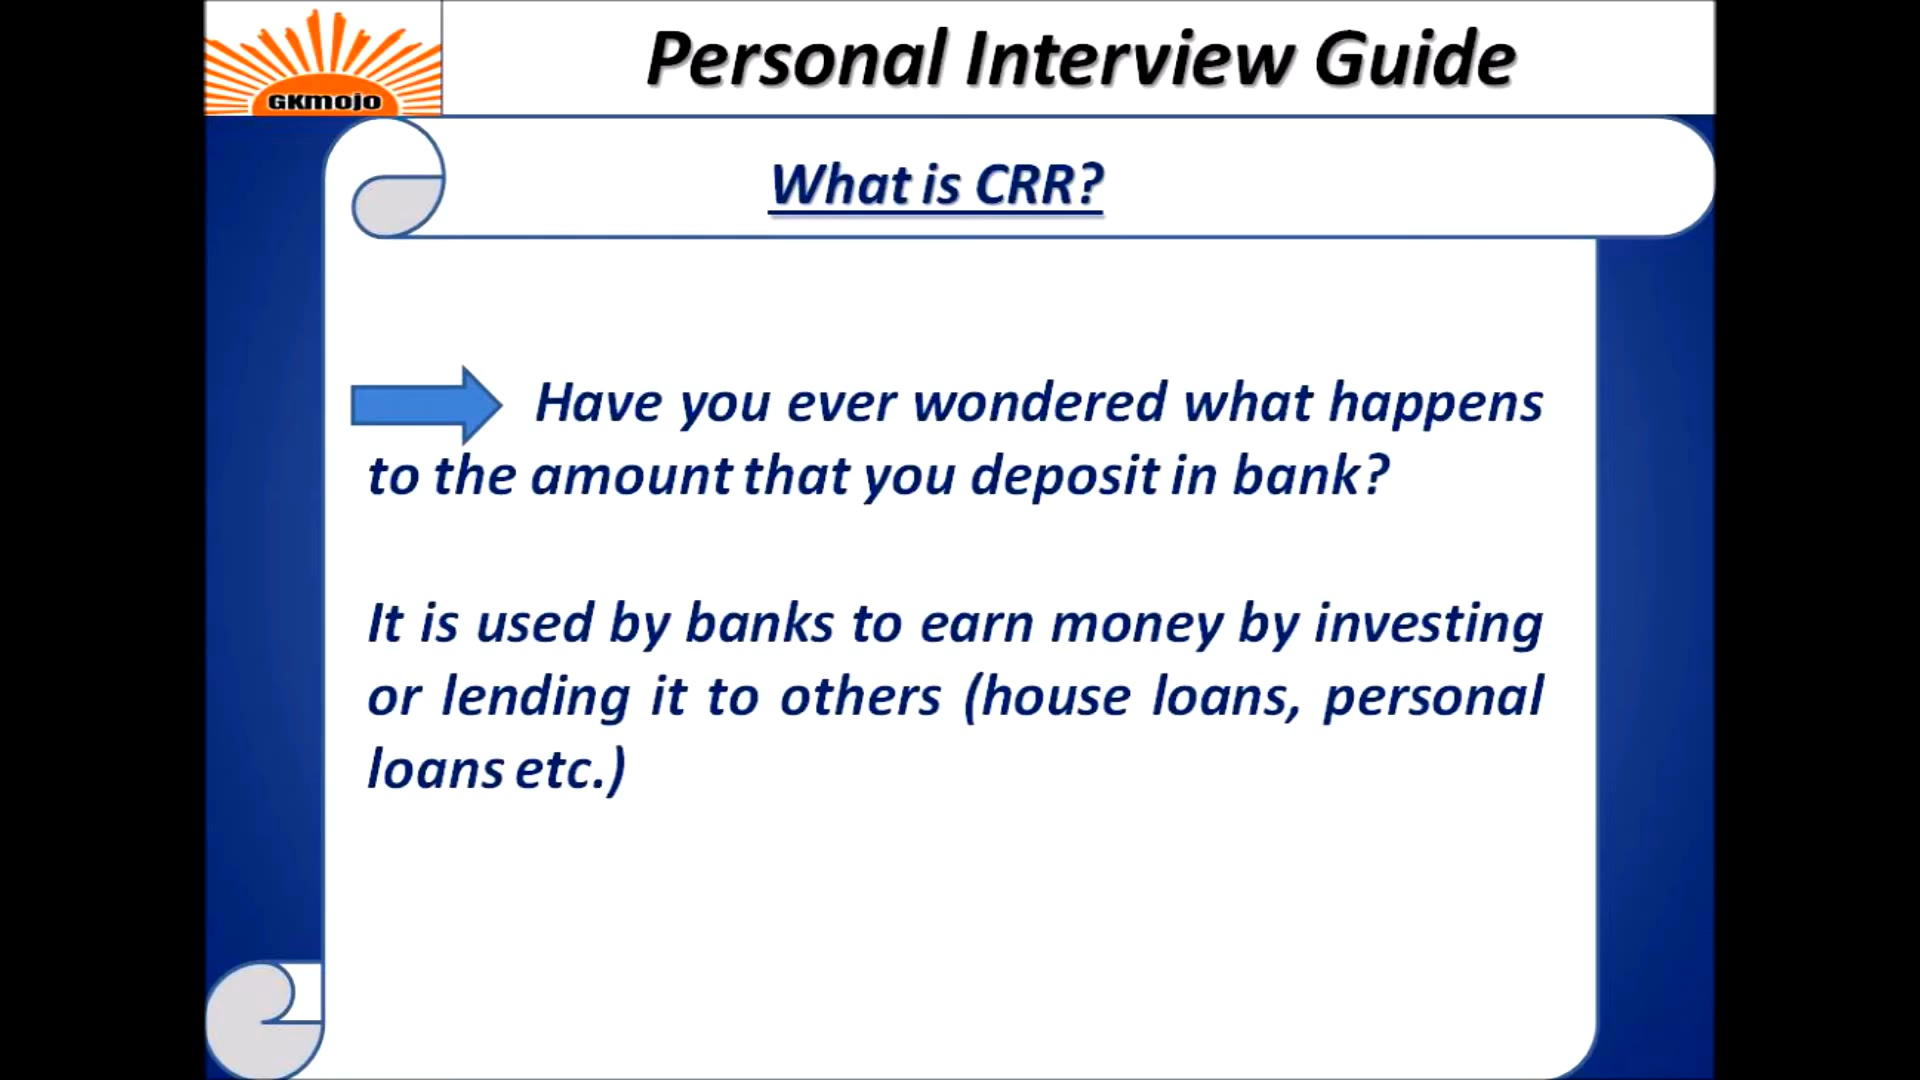 GKmojo
Personal Interview Guide
What is CRR?
Have you ever wondered what happens
to the amount that you deposit in bank?
It is used by banks to earn money by investing
or lending it to others (house loans, personal
loans etc.)